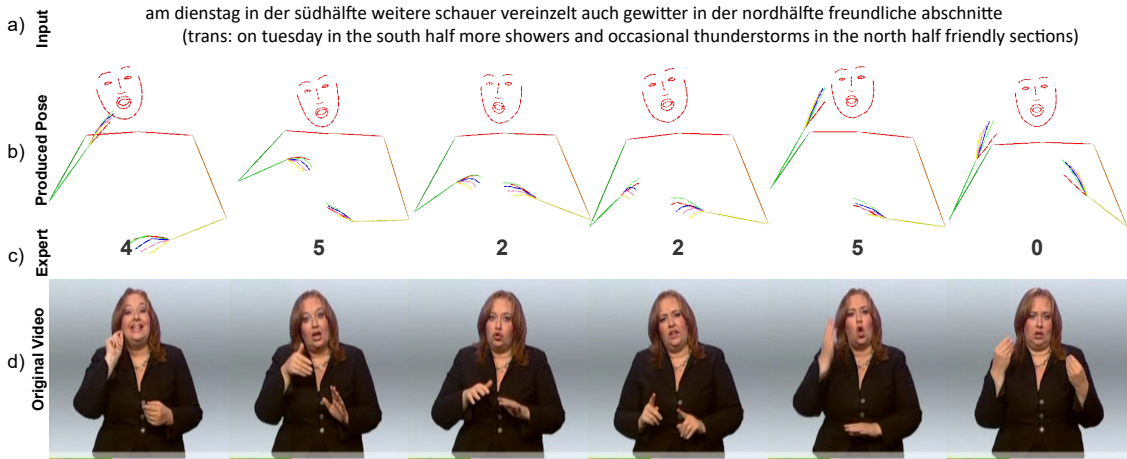 a) Input am dienstag in der südhälfte weitere schauer vereinzelt auch gewitter in der nordhälfte freundliche abschnitte
(trans: on tuesday in the south half more showers and occasional thunderstorms in the north half friendly sections)
b) Produced Pose
c) Expert 4 5 2 2 5 0
d) Original Video